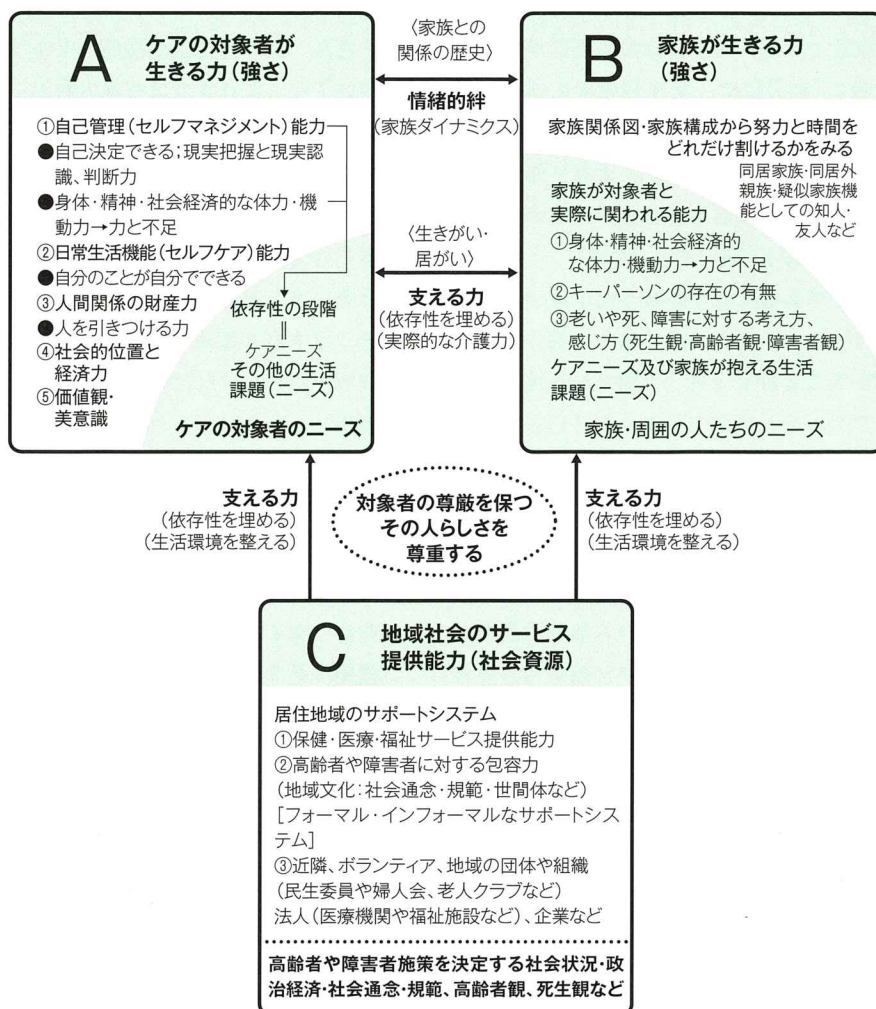 A
ケアの対象者が
生きる力(強さ)
①自己管理(セルフマネジメント)能力
●自己決定できる;現実把握と現実認
識、判断力
●身体・精神・社会経済的な体力・機
動力→力と不足
②日常生活機能(セルフケア)能力
●自分のことが自分でできる
③人間関係の財産力
●人を引きつける力
④社会的位置と
経済力
⑤価値観・
美意識
依存性の段階
||
ケアニーズ
その他の生活
課題(ニーズ)
ケアの対象者のニーズ
〈家族との
関係の歴史〉
情緒的絆
(家族ダイナミクス)
〈生きがい・
居がい〉
支える力
(依存性を埋める)
(実際的な介護力)
B
家族が生きる力
(強さ)
家族関係図・家族構成から努力と時間を
どれだけ割けるかをみる
同居家族・同居外
親族・疑似家族機
能としての知人・
友人など
家族が対象者と
実際に関われる能力
①身体・精神・社会経済的
な体力・機動力→力と不足
②キーパーソンの存在の有無
③老いや死、障害に対する考え方、
感じ方(死生観・高齢者観・障害者観)
ケアニーズ及び家族が抱える生活
課題(ニーズ)
家族・周囲の人たちのニーズ
支える力
(依存性を埋める)
(生活環境を整える)
対象者の尊厳を保つ
その人らしさを
尊重する
支える力
(依存性を埋める)
(生活環境を整える)
C
地域社会のサービス
提供能力(社会資源)
居住地域のサポートシステム
①保健・医療・福祉サービス提供能力
②高齢者や障害者に対する包容力
(地域文化:社会通念・規範・世間体など)
[フォーマル・インフォーマルなサポートシス
テム]
③近隣、ボランティア、地域の団体や組織
(民生委員や婦人会、老人クラブなど)
法人(医療機関や福祉施設など)、企業など
高齢者や障害者施策を決定する社会状況・政
治経済・社会通念・規範、高齢者観、死生観など